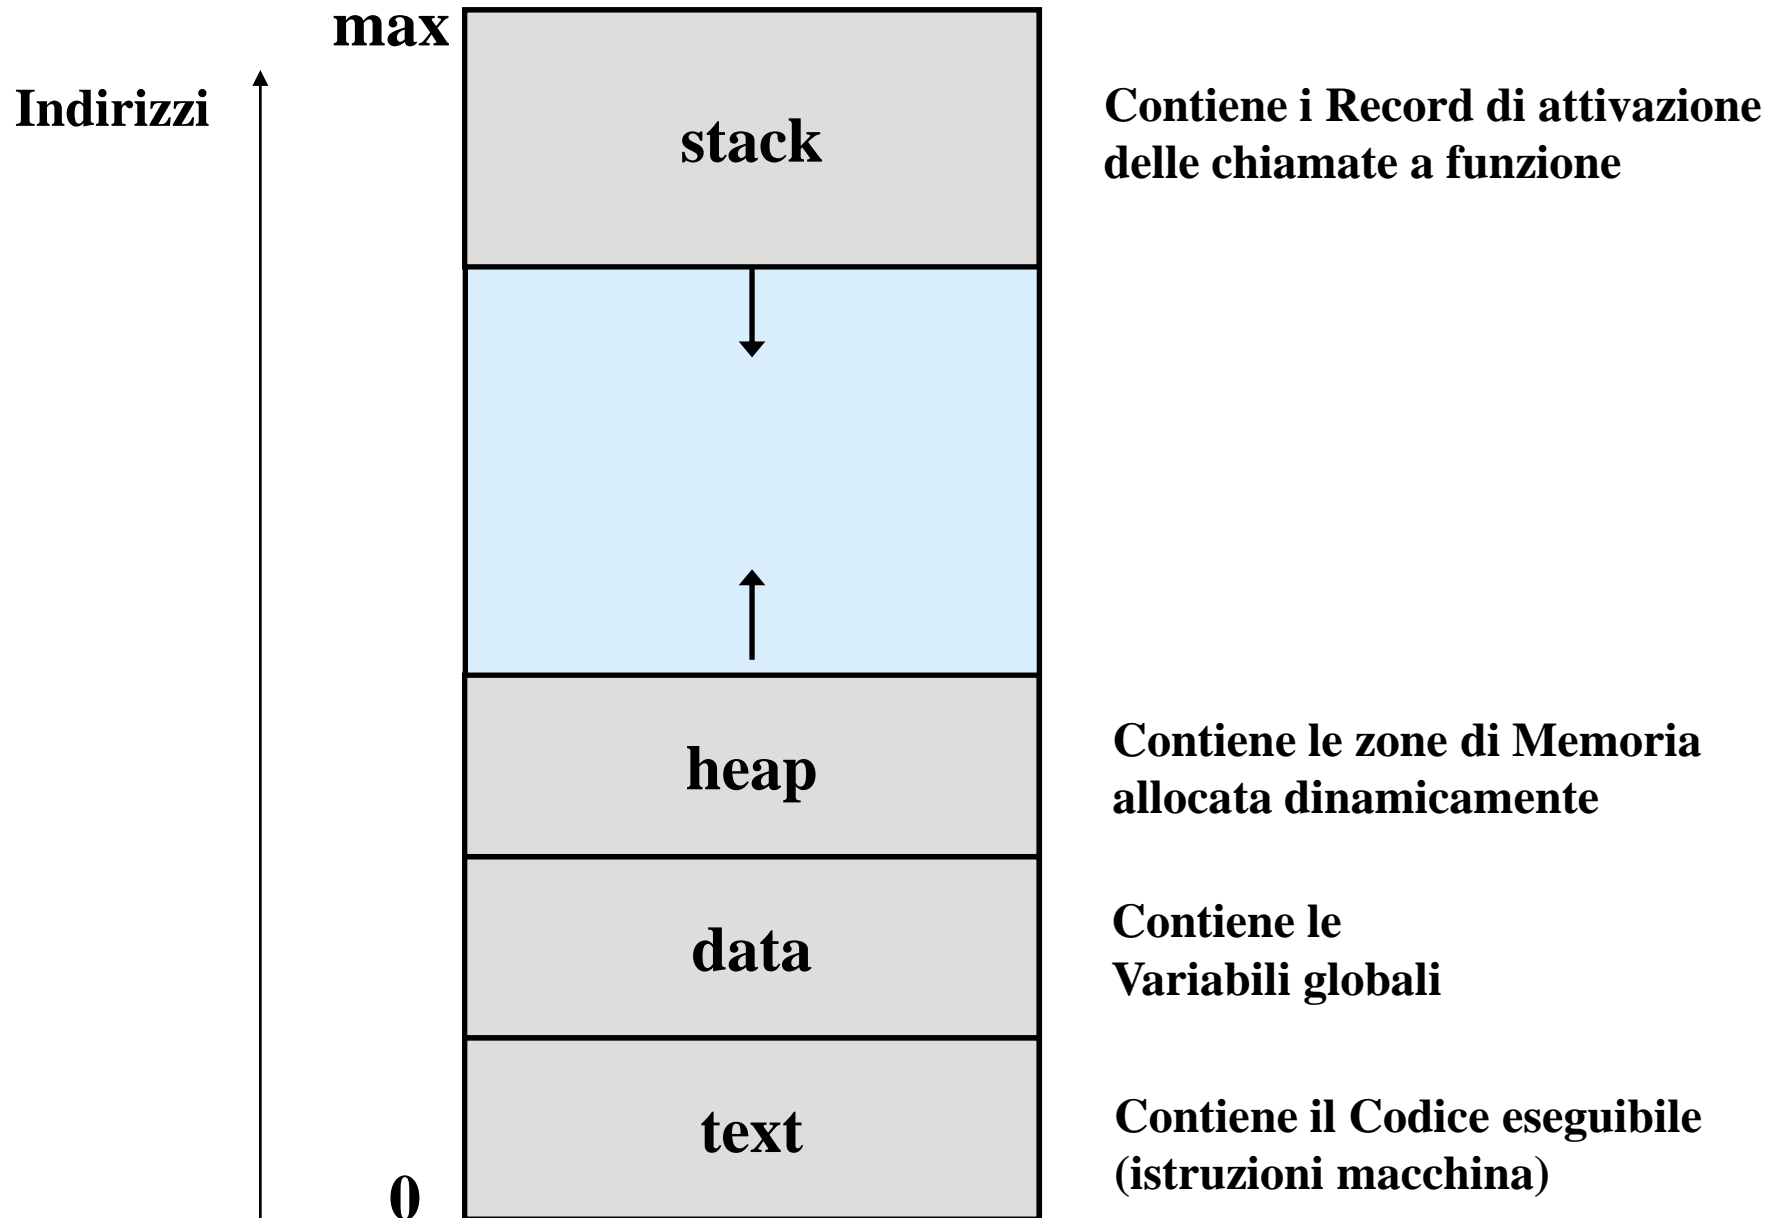 max
Indirizzi
stack
Contiene i Record di attivazione
delle chiamate a funzione
heap
Contiene le zone di Memoria
allocata dinamicamente
data
Contiene le
Variabili globali
text
Contiene il Codice eseguibile
(istruzioni macchina)
0